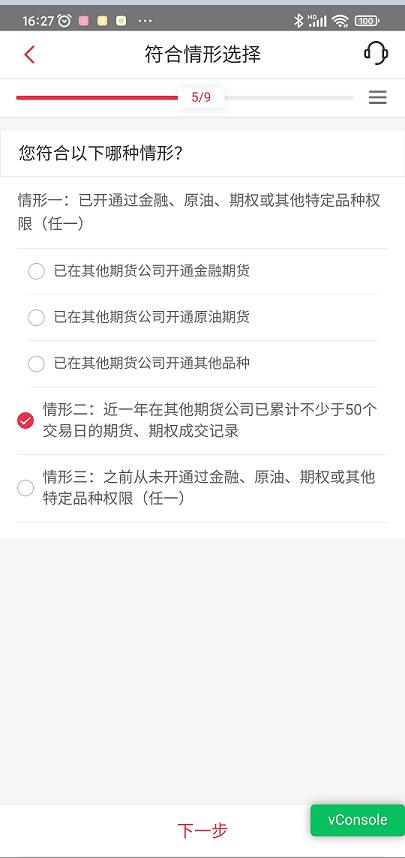 16:27
HD
100
符合情形选择
5/9
您符合以下哪种情形?
情形一：已开通过金融、原油、期权或其他特定品种权
限（任一）
已在其他期货公司开通金融期货
已在其他期货公司开通原油期货
已在其他期货公司开通其他品种
情形二：近一年在其他期货公司已累计不少于50个
交易日的期货、期权成交记录
情形三：之前从未开通过金融、原油、期权或其他
特定品种权限（任一）
下一步
vConsole